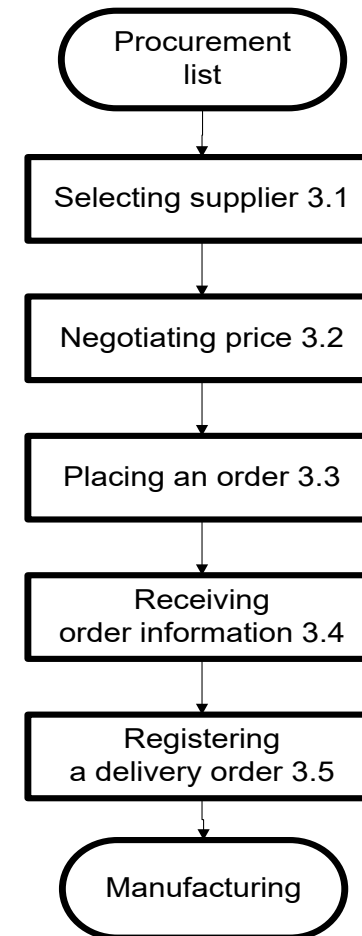 Procurement
list
Selecting supplier 3.1
Negotiating price 3.2
Placing an order 3.3
Receiving
order information 3.4
Registering
a delivery order 3.5
Manufacturing